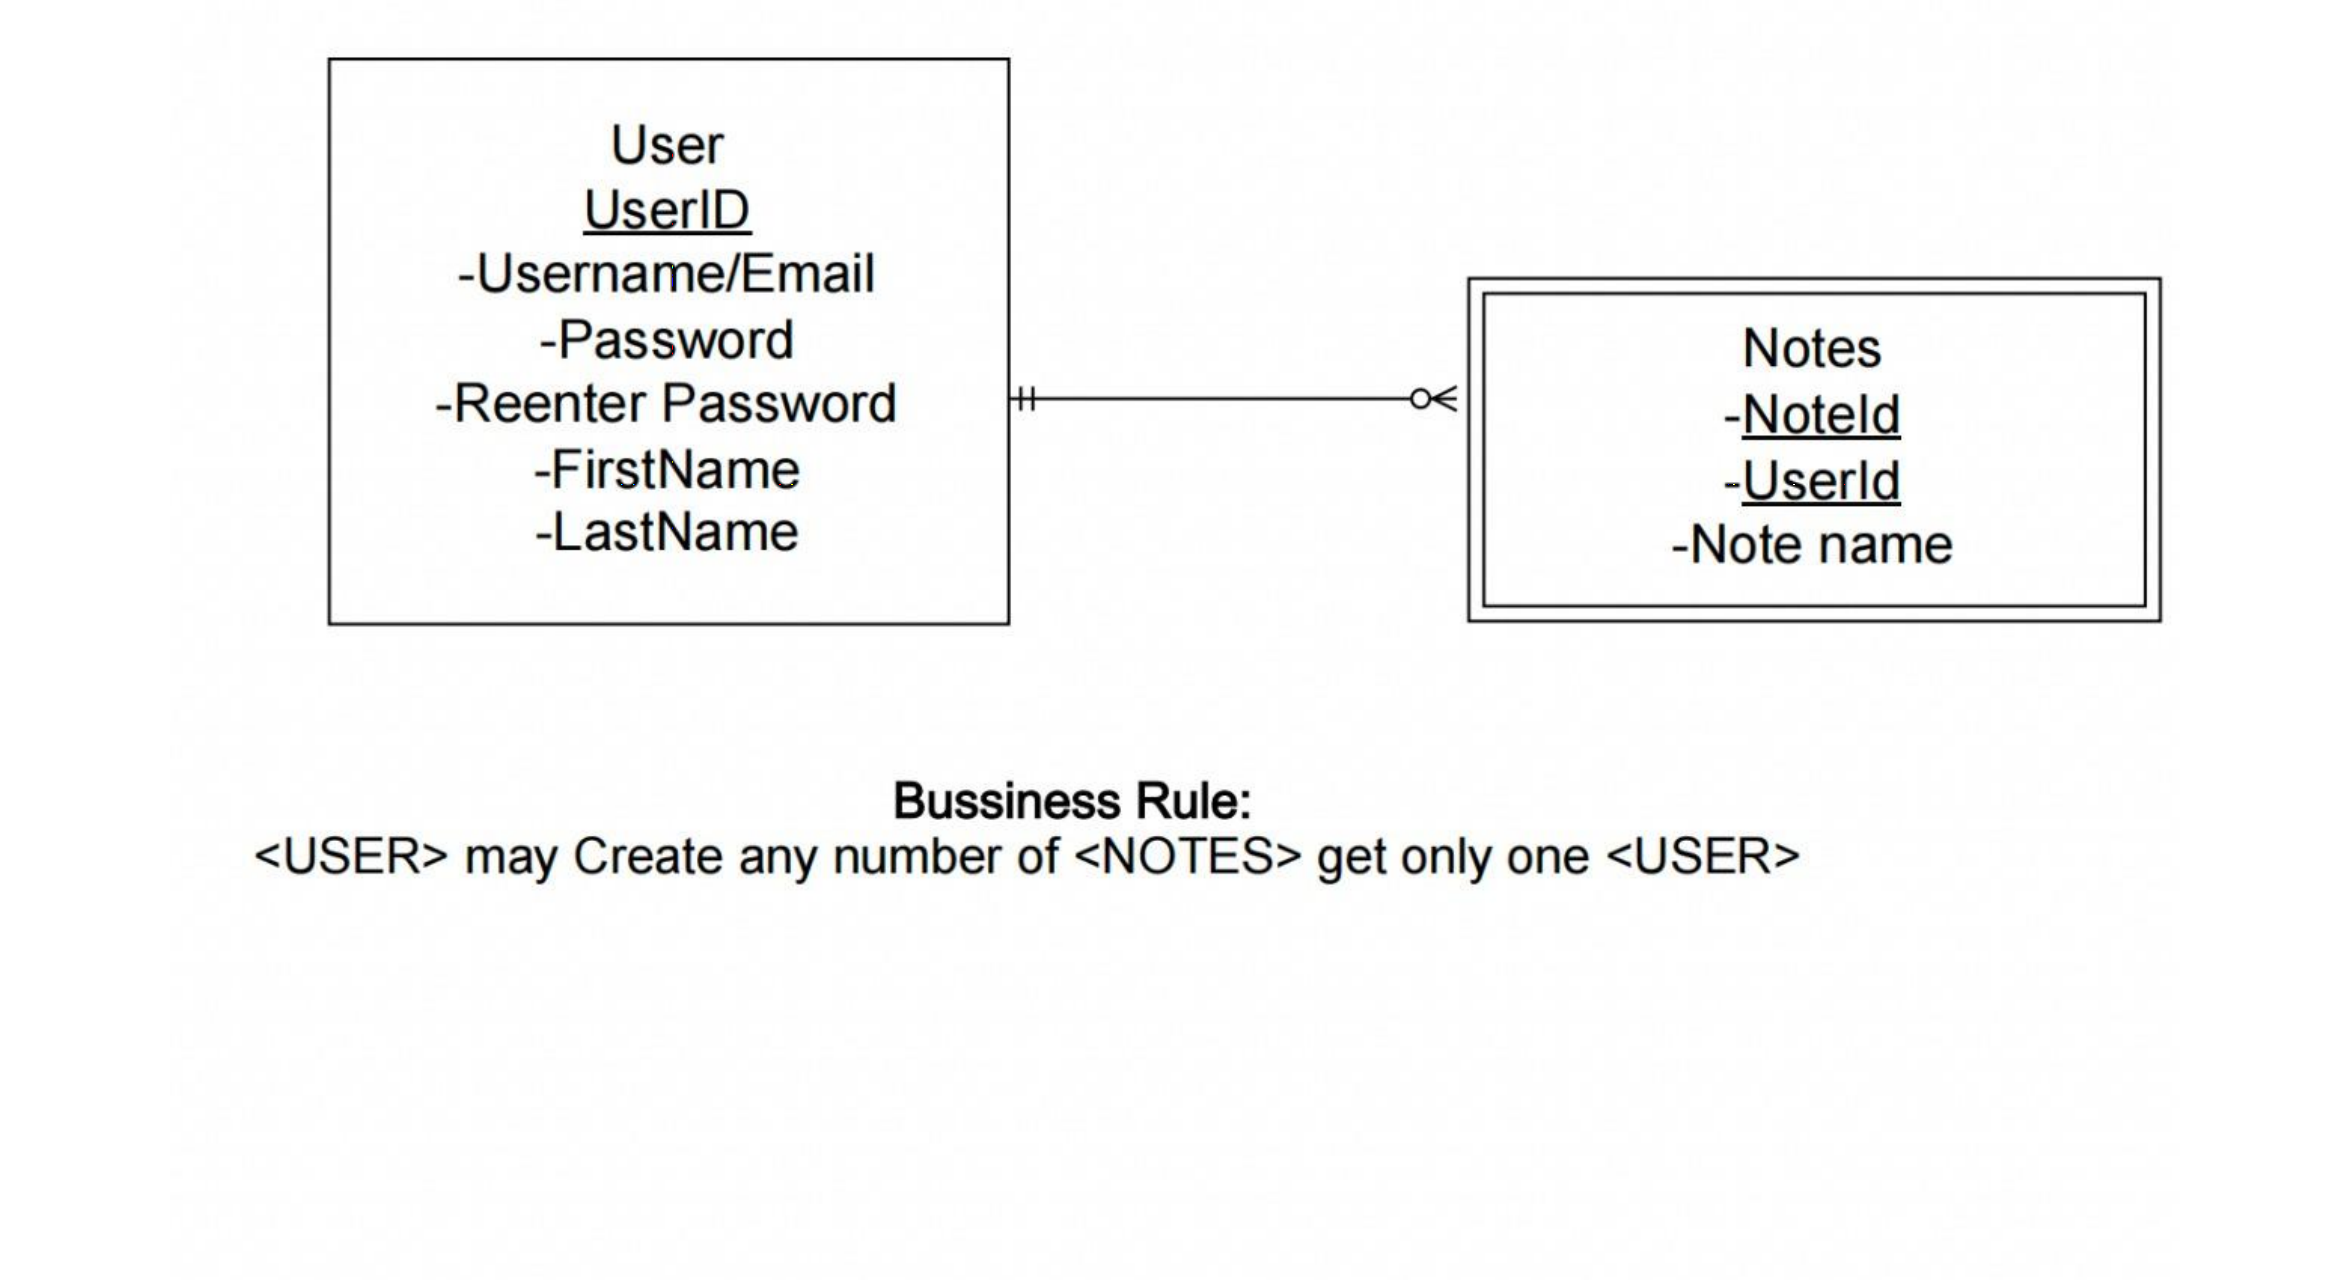 User
UserID
-Username/Email
-Password
-Reenter Password
-FirstName
-LastName
Notes
-NoteId
-UserId
-Note name
Bussiness Rule:
<USER> may Create any number of <NOTES> get only one <USER>